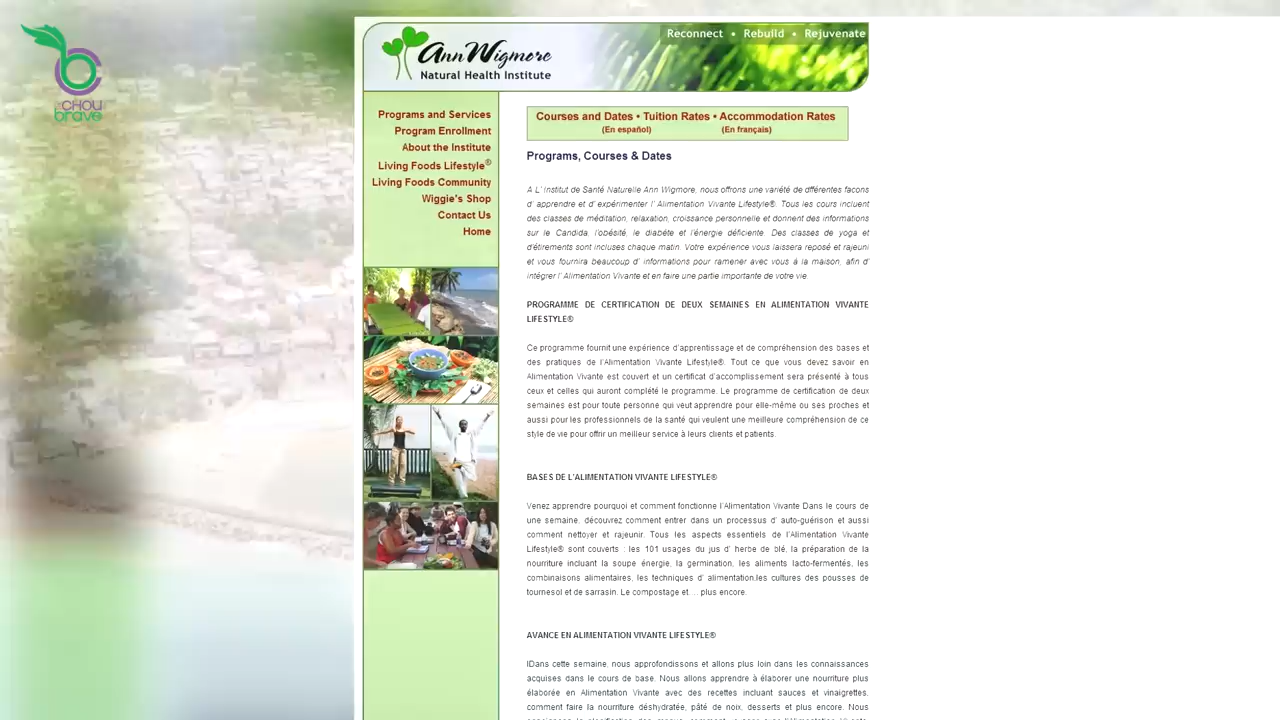 CHOU
brave
Ann Wigmore
Natural Health Institute
Reconnect • Rebuild • Rejuvenate
Programs and Services
Program Enrollment
About the Institute
Living Foods Lifestyle®
Living Foods Community
Wiggie's Shop
Contact Us
Home
Courses and Dates • Tuition Rates • Accommodation Rates
(En español) (En français)
Programs, Courses & Dates
A L' Institut de Santé Naturelle Ann Wigmore, nous offrons une variété de dfférentes facons
d' apprendre et d' expérimenter l' Alimentation Vivante Lifestyle®. Tous les cours incluent
des classes de méditation, relaxation, croissance personnelle et donnent des informations
sur le Candida, l'obésité, le diabéte et l'énergie déficiente. Des classes de yoga et
d'étirements sont incluses chaque matin. Votre expérience vous laissera reposé et rajeuni
et vous fournira beaucoup d' informations pour ramener avec vous à la maison, afin d'
intégrer l' Alimentation Vivante et en faire une partie importante de votre vie.
PROGRAMME DE CERTIFICATION DE DEUX SEMAINES EN ALIMENTATION VIVANTE
LIFESTYLE®
Ce programme fournit une expérience d'apprentissage et de compréhension des bases et
des pratiques de l'Alimentation Vivante Lifestyle®. Tout ce que vous devez savoir en
Alimentation Vivante est couvert et un certificat d'accomplissement sera présenté à tous
ceux et celles qui auront complété le programme. Le programme de certification de deux
semaines est pour toute personne qui veut apprendre pour elle-même ou ses proches et
aussi pour les professionnels de la santé qui veulent une meilleure compréhension de ce
style de vie pour offrir un meilleur service à leurs clients et patients.
BASES DE L'ALIMENTATION VIVANTE LIFESTYLE®
Venez apprendre pourquoi et comment fonctionne l'Alimentation Vivante Dans le cours de
une semaine, découvrez comment entrer dans un processus d' auto-guérison et aussi
comment nettoyer et rajeunir. Tous les aspects essentiels de l'Alimentation Vivante
Lifestyle® sont couverts : les 101 usages du jus d' herbe de blé, la préparation de la
nourriture incluant la soupe énergie, la germination, les aliments lacto-fermentés, les
combinaisons alimentaires, les techniques d' alimentation,les cultures des pousses de
tournesol et de sarrasin. Le compostage et.... plus encore.
AVANCE EN ALIMENTATION VIVANTE LIFESTYLE®
IDans cette semaine, nous approfondissons et allons plus loin dans les connaissances
acquises dans le cours de base. Nous allons apprendre à élaborer une nourriture plus
élaborée en Alimentation Vivante avec des recettes incluant sauces et vinaigrettes,
comment faire la nourriture déshydratée, pâté de noix, desserts et plus encore. Nous